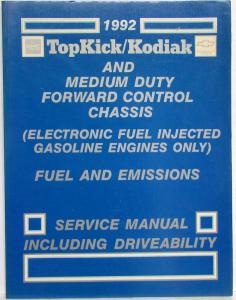 1992
TopKick/Kodiak
AND
MEDIUM DUTY
FORWARD CONTROL
CHASSIS
(ELECTRONIC FUEL INJECTED
GASOLINE ENGINES ONLY)
FUEL AND EMISSIONS
SERVICE MANUAL
INCLUDING DRIVEABILITY